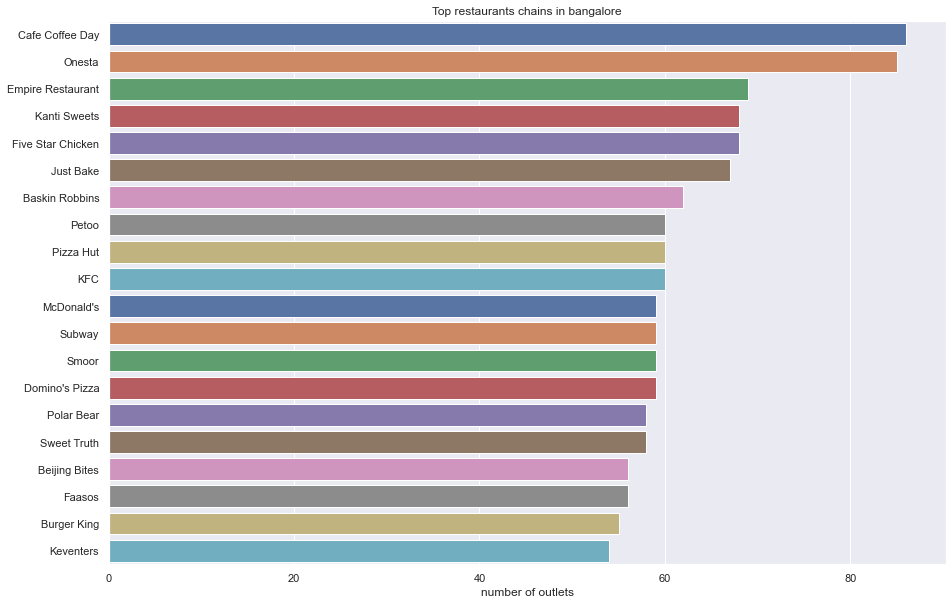 Top restaurants chains in bangalore
Cafe Coffee Day
Onesta
Empire Restaurant
Kanti Sweets
Five Star Chicken
Just Bake
Baskin Robbins
Petoo
Pizza Hut
KFC
McDonald's
Subway
Smoor
Domino's Pizza
Polar Bear
Sweet Truth
Beijing Bites
Faasos
Burger King
Keventers
0 20 40 60 80
number of outlets